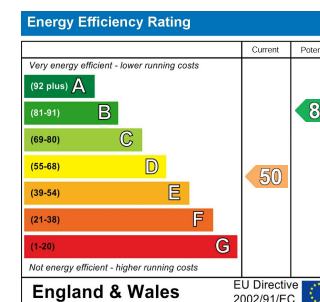 Energy Efficiency Rating
Current
Very energy efficient - lower running costs
(92 plus) A
(81-91) B
(69-80) C
(55-68) D
50
(39-54) E
(21-38) F
(1-20) G
Not energy efficient - higher running costs
England & Wales
EU Directive
2002/91/EC